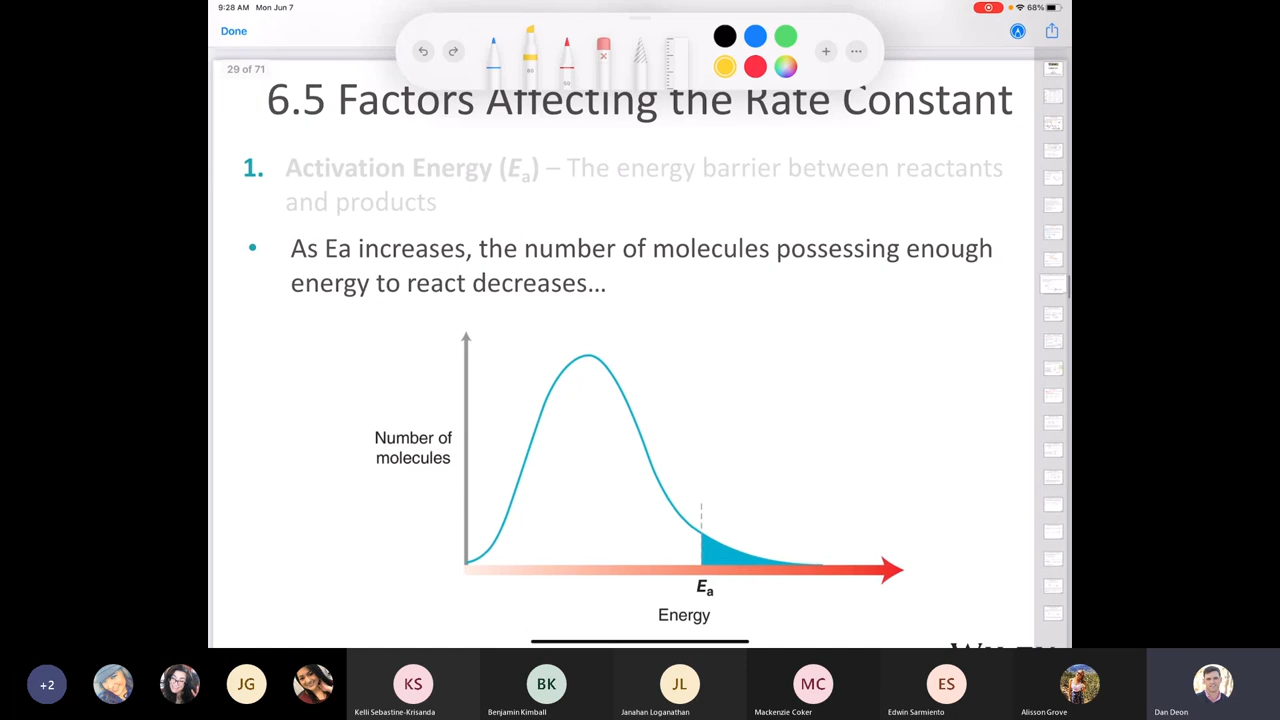 9:28 AM Mon Jun 7
68%
Done
29 of 71
6.5 Factors Affecting the Rate Constant
1. Activation Energy (Ea) – The energy barrier between reactants
and products
• As Ea increases, the number of molecules possessing enough
energy to react decreases...
Number of
molecules
Ea
Energy
+2
JG
KS
BK
JL
MC
ES
Kelli Sebastine-Krisanda
Benjamin Kimball
Janahan Loganathan
Mackenzie Coker
Edwin Sarmiento
Alisson Grove
Dan Deon